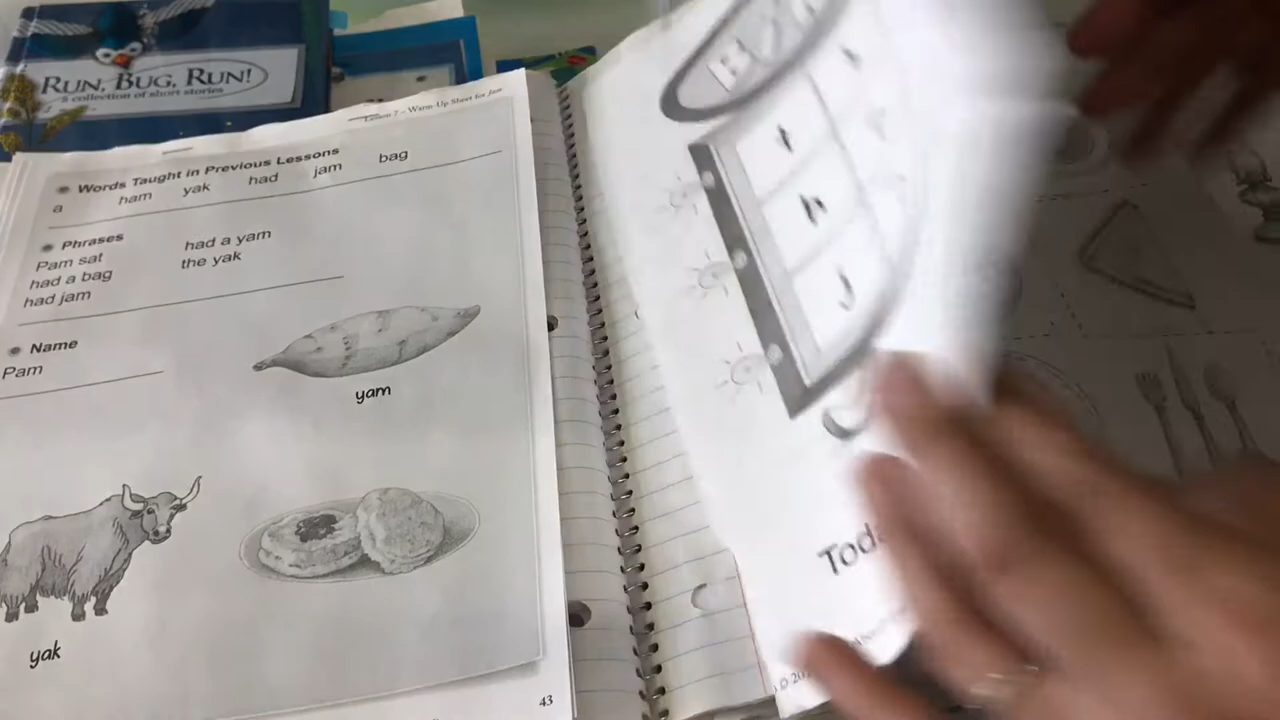 RUN, BUG, RUN!
a collection of short stories
Lesson 7 – Warm-Up Sheet for Jam
Words Taught in Previous Lessons
a ham yak had jam bag
Phrases
Pam sat had a yam
had a bag the yak
had jam
Name
Pam
yam
yak
43